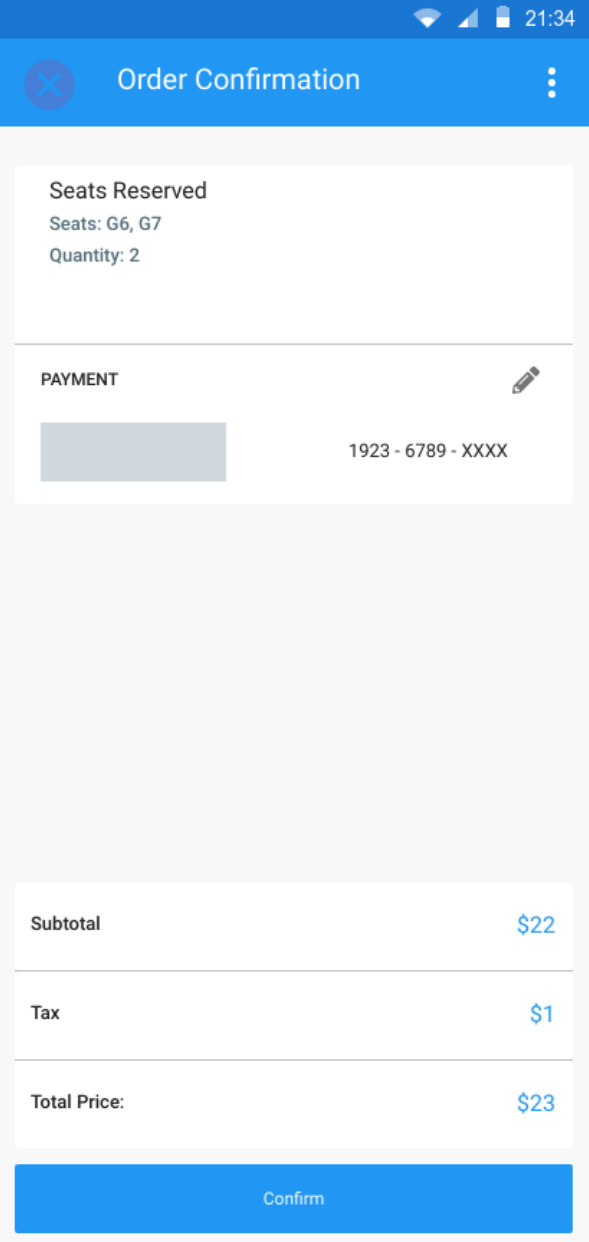 21:34
Order Confirmation
Seats Reserved
Seats: G6, G7
Quantity: 2
PAYMENT
1923 - 6789 - XXXX
Subtotal $22
Tax $1
Total Price: $23
Confirm